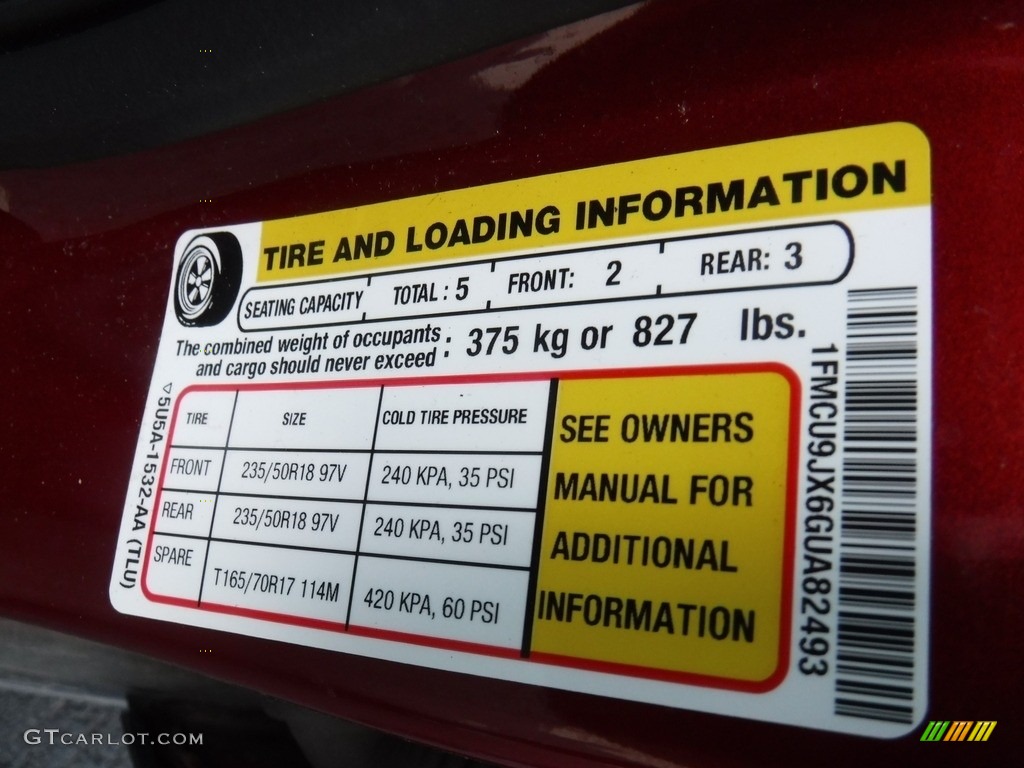 TIRE AND LOADING INFORMATION
SEATING CAPACITY TOTAL : 5 FRONT: 2 REAR: 3
The combined weight of occupants
and cargo should never exceed : 375 kg or 827 lbs.
TIRE SIZE COLD TIRE PRESSURE
FRONT 235/50R18 97V 240 KPA, 35 PSI
REAR 235/50R18 97V 240 KPA, 35 PSI
SPARE T165/70R17 114M 420 KPA, 60 PSI
SEE OWNERS
MANUAL FOR
ADDITIONAL
INFORMATION
▽5U5A-1532-AA (TLU)
1FMCU9JX6GUA82493
GTCARLOT.COM